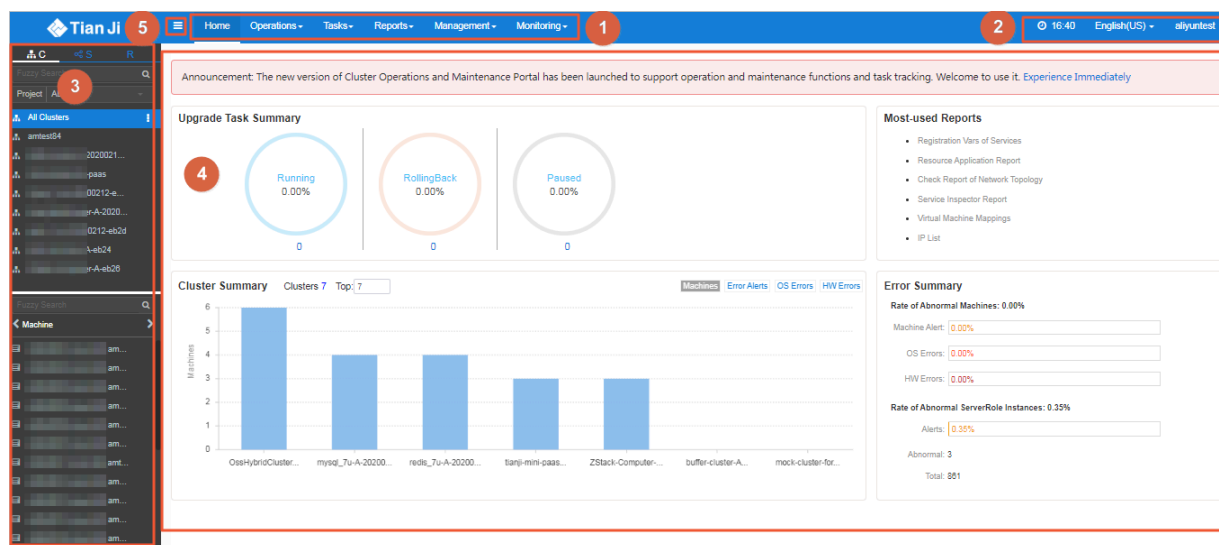 Tian Ji
5
Home Operations Tasks Reports Management Monitoring
1
2
16:40 English(US) aliyuntest
C S R
Fuzzy Search
Project
3
All Clusters
amtest84
2020021...
-paas
00212-e...
er-A-2020...
0212-eb2d
A-eb24
er-A-eb26
Fuzzy Search
Machine
am...
am...
am...
am...
am...
am...
amt...
am...
am...
am...
am...
Announcement: The new version of Cluster Operations and Maintenance Portal has been launched to support operation and maintenance functions and task tracking. Welcome to use it. Experience Immediately
Upgrade Task Summary
4
Running
0.00%
0
RollingBack
0.00%
0
Paused
0.00%
0
Most-used Reports
Registration Vars of Services
Resource Application Report
Check Report of Network Topology
Service Inspector Report
Virtual Machine Mappings
IP List
Cluster Summary Clusters 7 Top: 7
Machines Error Alerts OS Errors HW Errors
Machines
6
5
4
3
2
1
0
OssHybridCluster... mysql_7u-A-20200... redis_7u-A-20200... tianji-mini-paas... ZStack-Computer-... buffer-cluster-A... mock-cluster-for...
Error Summary
Rate of Abnormal Machines: 0.00%
Machine Alert: 0.00%
OS Errors: 0.00%
HW Errors: 0.00%
Rate of Abnormal ServerRole Instances: 0.35%
Alerts: 0.35%
Abnormal: 3
Total: 861